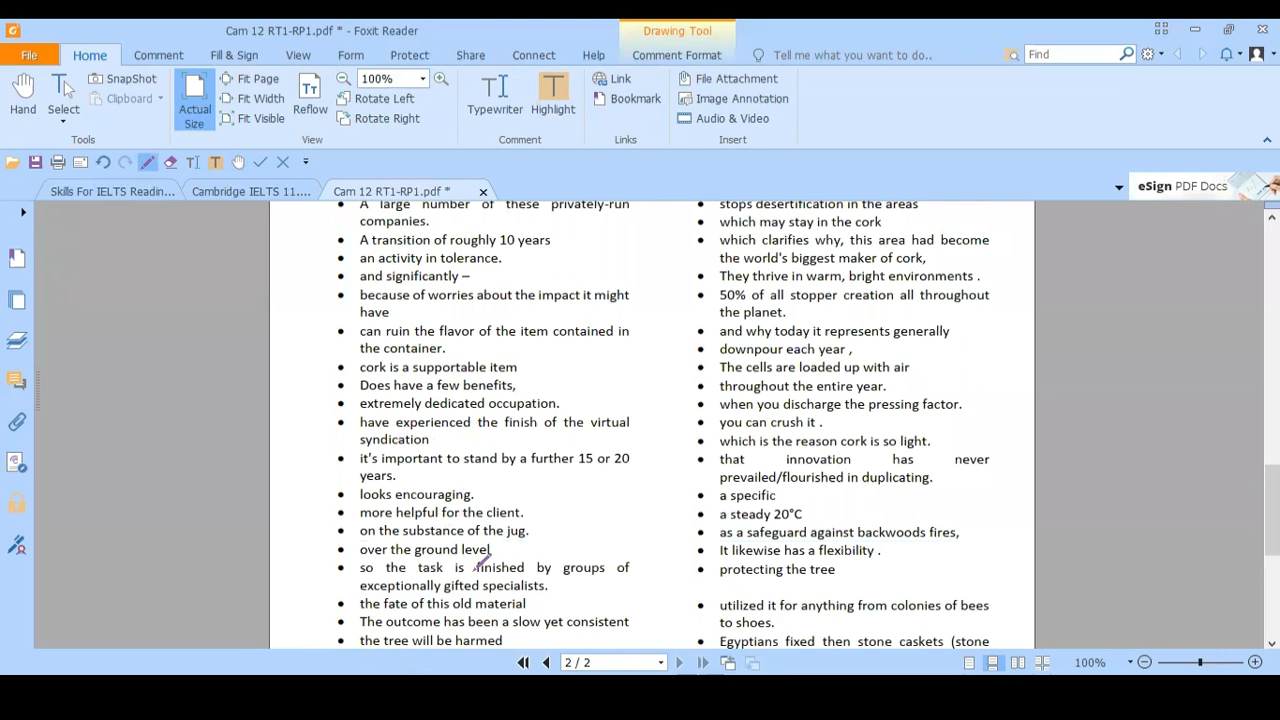 Cam 12 RT1-RP1.pdf * - Foxit Reader
Drawing Tool
File
Home
Comment
Fill & Sign
View
Form
Protect
Share
Connect
Help
Comment Format
Tell me what you want to do..
Find
Hand
Select
SnapShot
Clipboard
Tools
Actual
Size
Fit Page
Fit Width
Fit Visible
Reflow
100%
Rotate Left
Rotate Right
View
Typewriter
Highlight
Comment
Link
Bookmark
Links
File Attachment
Image Annotation
Audio & Video
Insert
Skills For IELTS Readin...
Cambridge IELTS 11....
Cam 12 RT1-RP1.pdf *
eSign PDF Docs
A large number of these privately-run
companies.
A transition of roughly 10 years
an activity in tolerance.
and significantly –
because of worries about the impact it might
have
can ruin the flavor of the item contained in
the container.
cork is a supportable item
Does have a few benefits,
extremely dedicated occupation.
have experienced the finish of the virtual
syndication
it's important to stand by a further 15 or 20
years.
looks encouraging.
more helpful for the client.
on the substance of the jug.
over the ground level
so the task is finished by groups of
exceptionally gifted specialists.
the fate of this old material
The outcome has been a slow yet consistent
the tree will be harmed
stops desertification in the areas
which may stay in the cork
which clarifies why, this area had become
the world's biggest maker of cork,
They thrive in warm, bright environments .
50% of all stopper creation all throughout
the planet.
and why today it represents generally
downpour each year ,
The cells are loaded up with air
throughout the entire year.
when you discharge the pressing factor.
you can crush it .
which is the reason cork is so light.
that innovation has never
prevailed/flourished in duplicating.
a specific
a steady 20°C
as a safeguard against backwoods fires,
It likewise has a flexibility .
protecting the tree
utilized it for anything from colonies of bees
to shoes.
Egyptians fixed then stone caskets (stone
2 / 2
100%